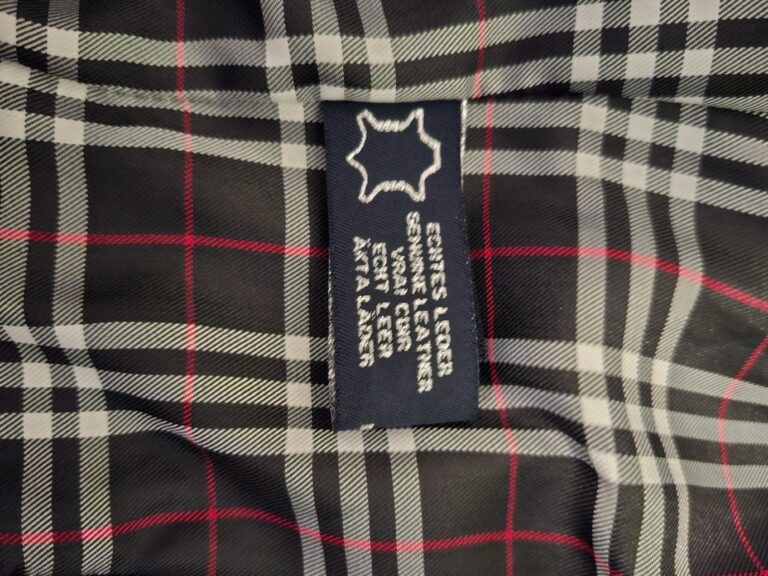 ECHTES LEDER
GENUINE LEATHER
VRAI CUIR
ECHT LEER
ÄKTA LÄDER